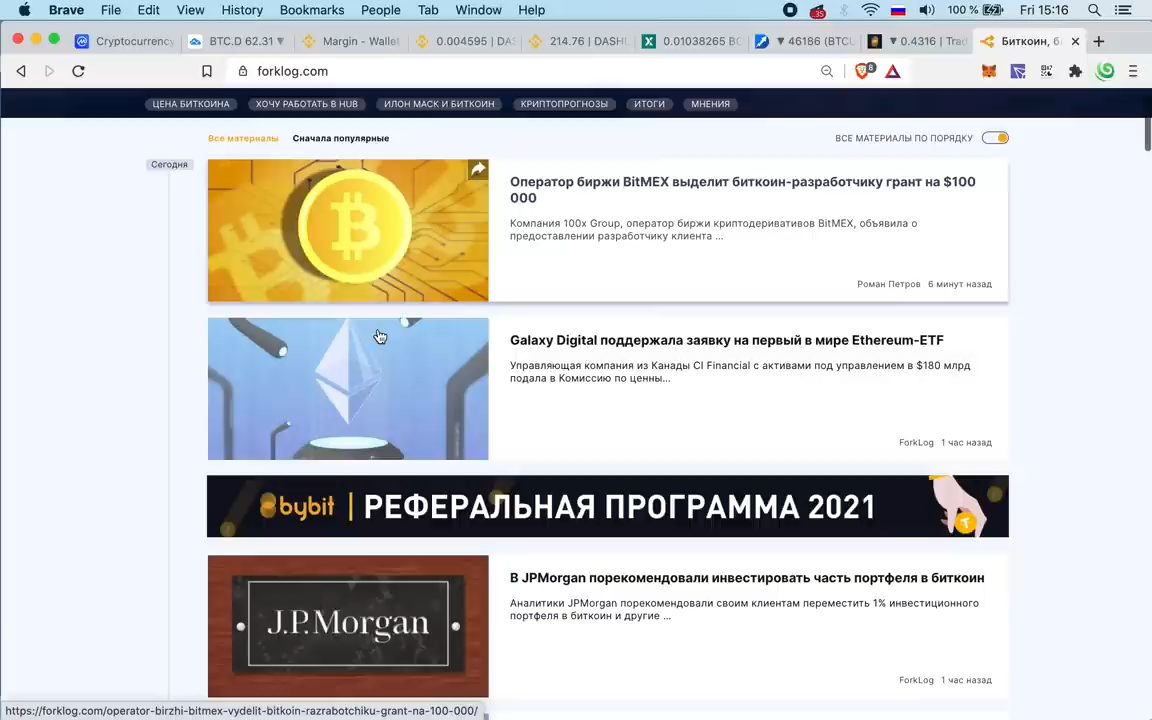 Brave File Edit View History Bookmarks People Tab Window Help 35 100 % Fri 15:16
Cryptocurrency BTC.D 62.31 ▼ Margin - Wallet 0.004595 | DAS 214.76 | DASHU 0.01038265 BC ▼ 46186 (BTCU ▼ 0.4316 | Trad Биткоин, бл
forklog.com 8
ЦЕНА БИТКОИНА ХОЧУ РАБОТАТЬ В HUB ИЛОН МАСК И БИТКОИН КРИПТОПРОГНОЗЫ ИТОГИ МНЕНИЯ
Все материалы Сначала популярные ВСЕ МАТЕРИАЛЫ ПО ПОРЯДКУ
Сегодня
Оператор биржи BitMEX выделит биткоин-разработчику грант на $100
000
Компания 100x Group, оператор биржи криптодеривативов BitMEX, объявила о
предоставлении разработчику клиента ...
Роман Петров 6 минут назад
Galaxy Digital поддержала заявку на первый в мире Ethereum-ETF
Управляющая компания из Канады CI Financial с активами под управлением в $180 млрд
подала в Комиссию по ценны...
ForkLog 1 час назад
bybit | РЕФЕРАЛЬНАЯ ПРОГРАММА 2021
J.P.Morgan
В JPMorgan порекомендовали инвестировать часть портфеля в биткоин
Аналитики JPMorgan порекомендовали своим клиентам переместить 1% инвестиционного
портфеля в биткоин и другие ...
ForkLog 1 час назад
https://forklog.com/operator-birzhi-bitmex-vydelit-bitkoin-razrabotchiku-grant-na-100-000/